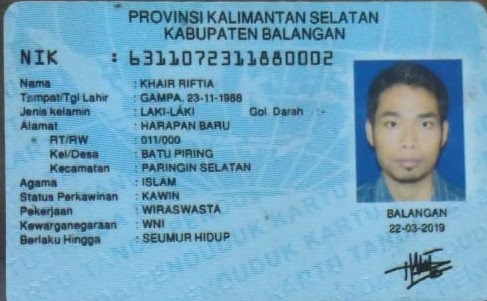 PROVINSI KALIMANTAN SELATAN
KABUPATEN BALANGAN
NIK : 6311072311880002
Nama : KHAIR RIFTIA
Tempat/Tgl Lahir : GAMPA, 23-11-1988
Jenis kelamin : LAKI-LAKI Gol. Darah : -
Alamat : HARAPAN BARU
RT/RW : 011/000
Kel/Desa : BATU PIRING
Kecamatan : PARINGIN SELATAN
Agama : ISLAM
Status Perkawinan : KAWIN
Pekerjaan : WIRASWASTA
Kewarganegaraan : WNI
Berlaku Hingga : SEUMUR HIDUP
BALANGAN
22-03-2019